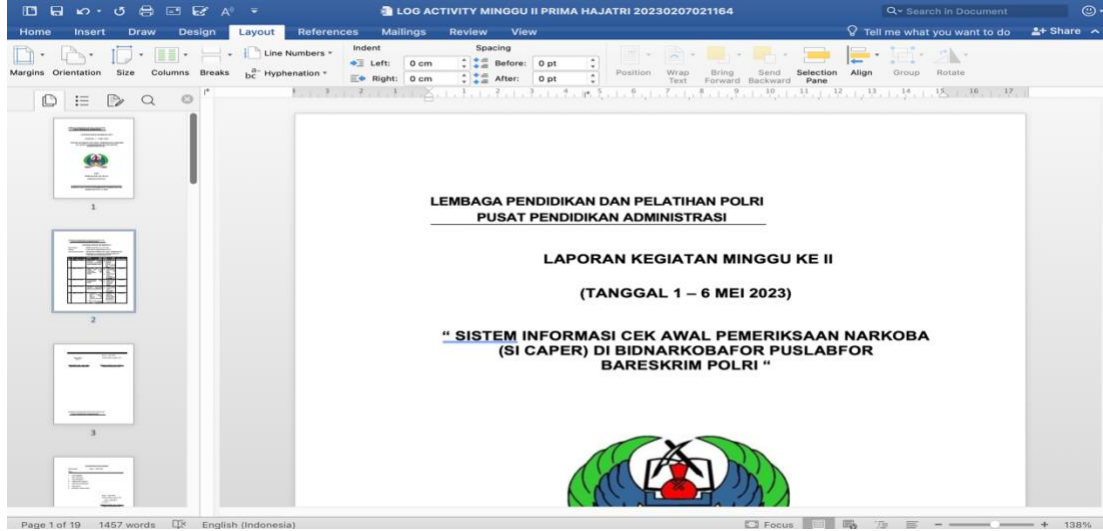 LOG ACTIVITY MINGGU II PRIMA HAJATRI 20230207021164
Search in Document
Home Insert Draw Design Layout References Mailings Review View
Tell me what you want to do
Share
Margins Orientation Size Columns Breaks
Line Numbers
Hyphenation
Indent
Left: 0 cm
Right: 0 cm
Spacing
Before: 0 pt
After: 0 pt
Position Wrap Text Bring Forward Send Backward Selection Pane Align Group Rotate
1
2
3
LEMBAGA PENDIDIKAN DAN PELATIHAN POLRI
PUSAT PENDIDIKAN ADMINISTRASI
LAPORAN KEGIATAN MINGGU KE II
(TANGGAL 1 – 6 MEI 2023)
“ SISTEM INFORMASI CEK AWAL PEMERIKSAAN NARKOBA
(SI CAPER) DI BIDNARKOBAFOR PUSLABFOR
BARESKRIM POLRI “
Page 1 of 19 1457 words English (Indonesia)
Focus
138%